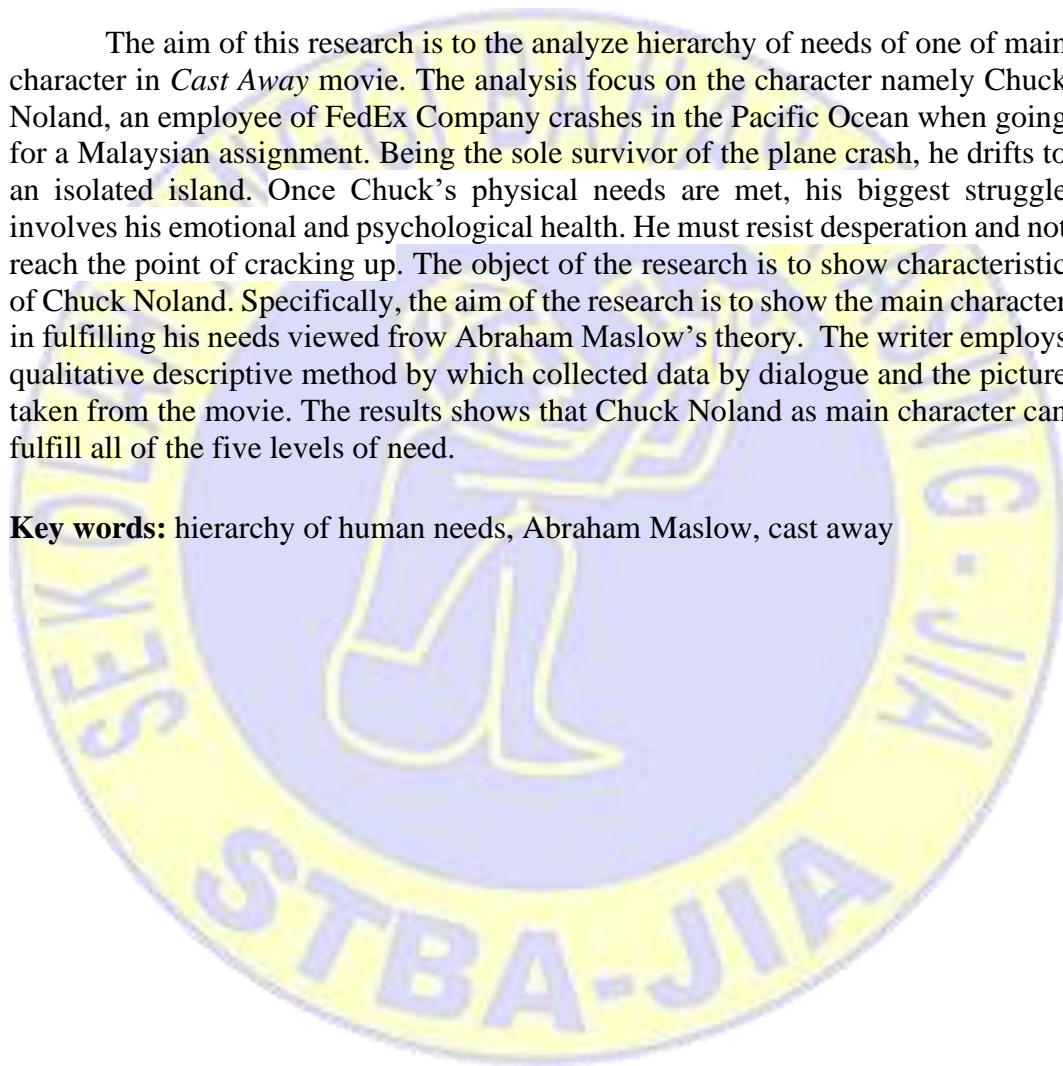 The aim of this research is to the analyze hierarchy of needs of one of main
character in Cast Away movie. The analysis focus on the character namely Chuck
Noland, an employee of FedEx Company crashes in the Pacific Ocean when going
for a Malaysian assignment. Being the sole survivor of the plane crash, he drifts to
an isolated island. Once Chuck’s physical needs are met, his biggest struggle
involves his emotional and psychological health. He must resist desperation and not
reach the point of cracking up. The object of the research is to show characteristic
of Chuck Noland. Specifically, the aim of the research is to show the main character
in fulfilling his needs viewed frow Abraham Maslow’s theory. The writer employs
qualitative descriptive method by which collected data by dialogue and the picture
taken from the movie. The results shows that Chuck Noland as main character can
fulfill all of the five levels of need.
Key words: hierarchy of human needs, Abraham Maslow, cast away
STBA-JIA